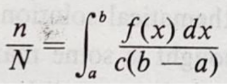 n/N = ∫_a^b f(x) dx / c(b − a)